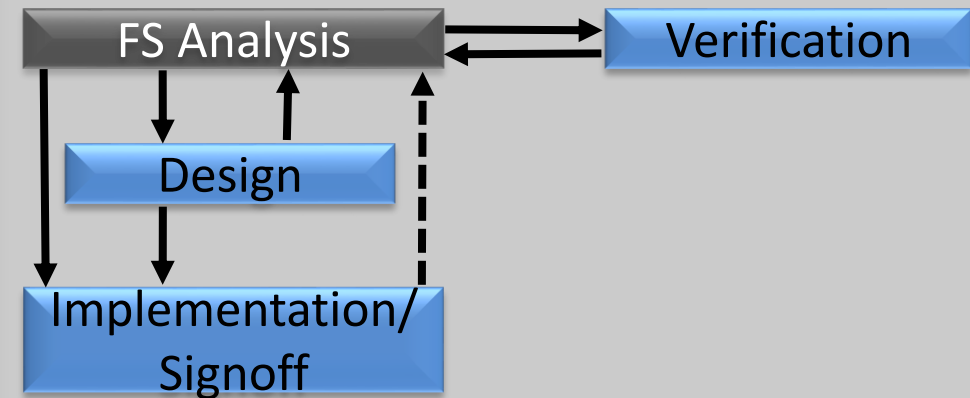 FS Analysis
Verification
Design
Implementation/
Signoff